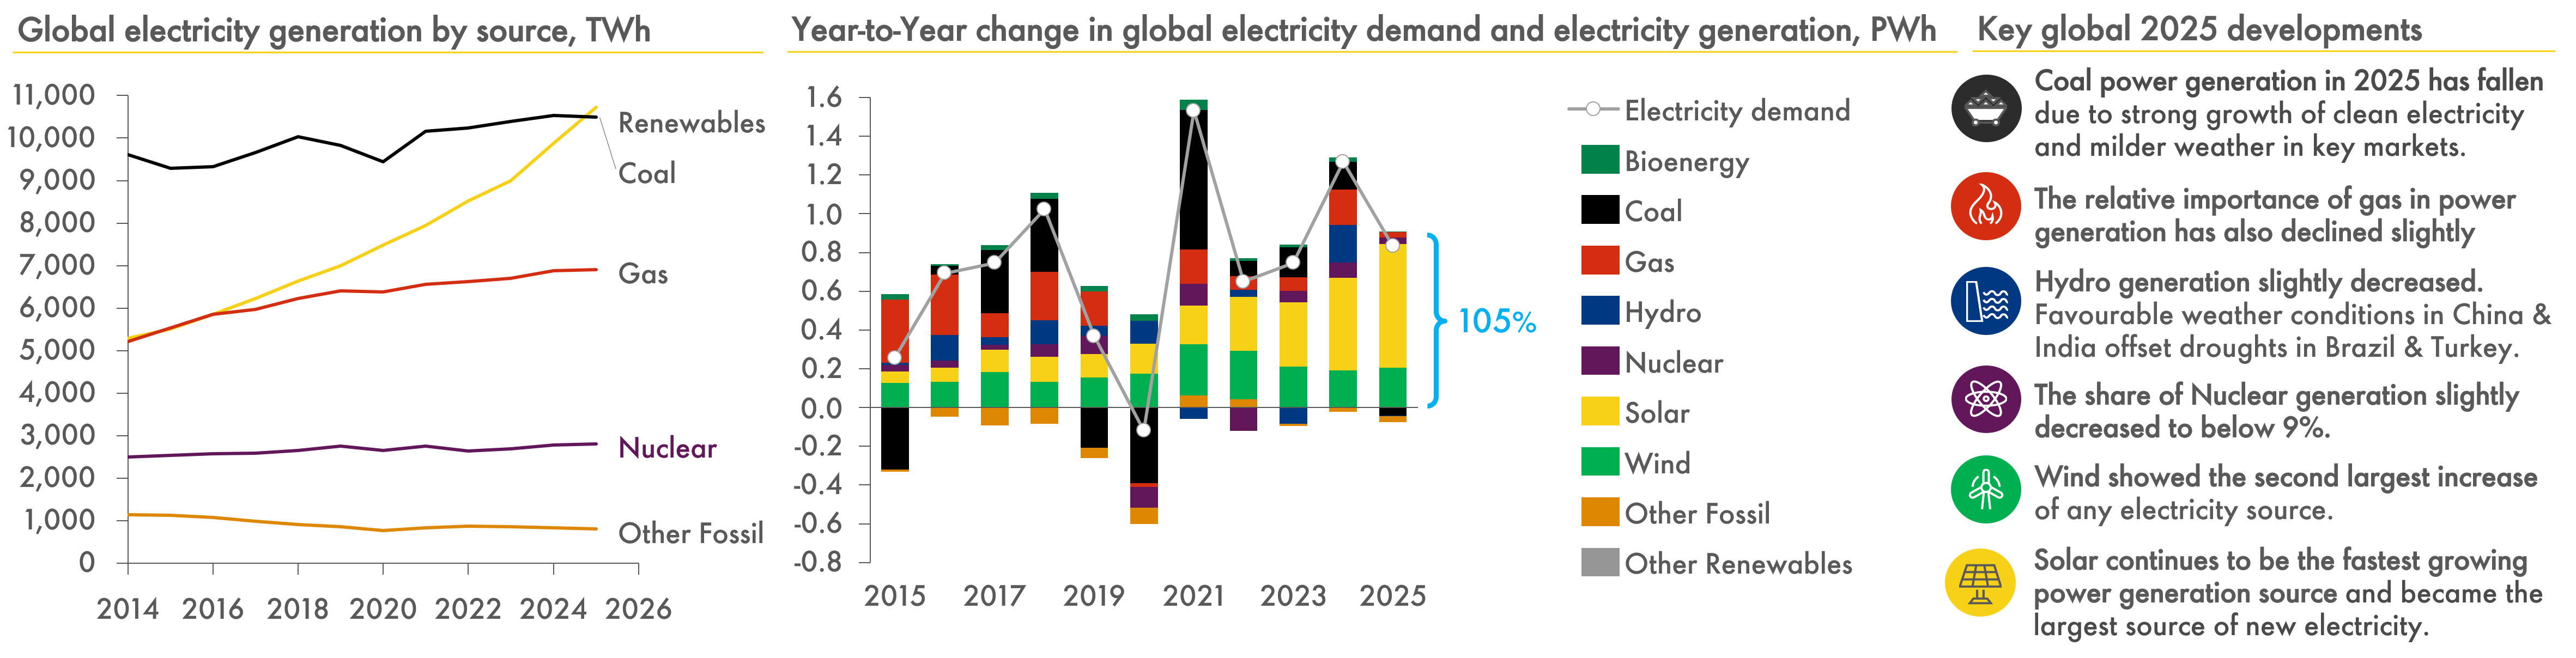 Global electricity generation by source, TWh
11,000
10,000
9,000
8,000
7,000
6,000
5,000
4,000
3,000
2,000
1,000
0
2014
2016
2018
2020
2022
2024
2026
Renewables
Coal
Gas
Nuclear
Other Fossil
Year-to-Year change in global electricity demand and electricity generation, PWh
1.6
1.4
1.2
1.0
0.8
0.6
0.4
0.2
0.0
-0.2
-0.4
-0.6
-0.8
2015
2017
2019
2021
2023
2025
105%
Electricity demand
Bioenergy
Coal
Gas
Hydro
Nuclear
Solar
Wind
Other Fossil
Other Renewables
Key global 2025 developments
Coal power generation in 2025 has fallen
due to strong growth of clean electricity
and milder weather in key markets.
The relative importance of gas in power
generation has also declined slightly
Hydro generation slightly decreased.
Favourable weather conditions in China &
India offset droughts in Brazil & Turkey.
The share of Nuclear generation slightly
decreased to below 9%.
Wind showed the second largest increase
of any electricity source.
Solar continues to be the fastest growing
power generation source and became the
largest source of new electricity.